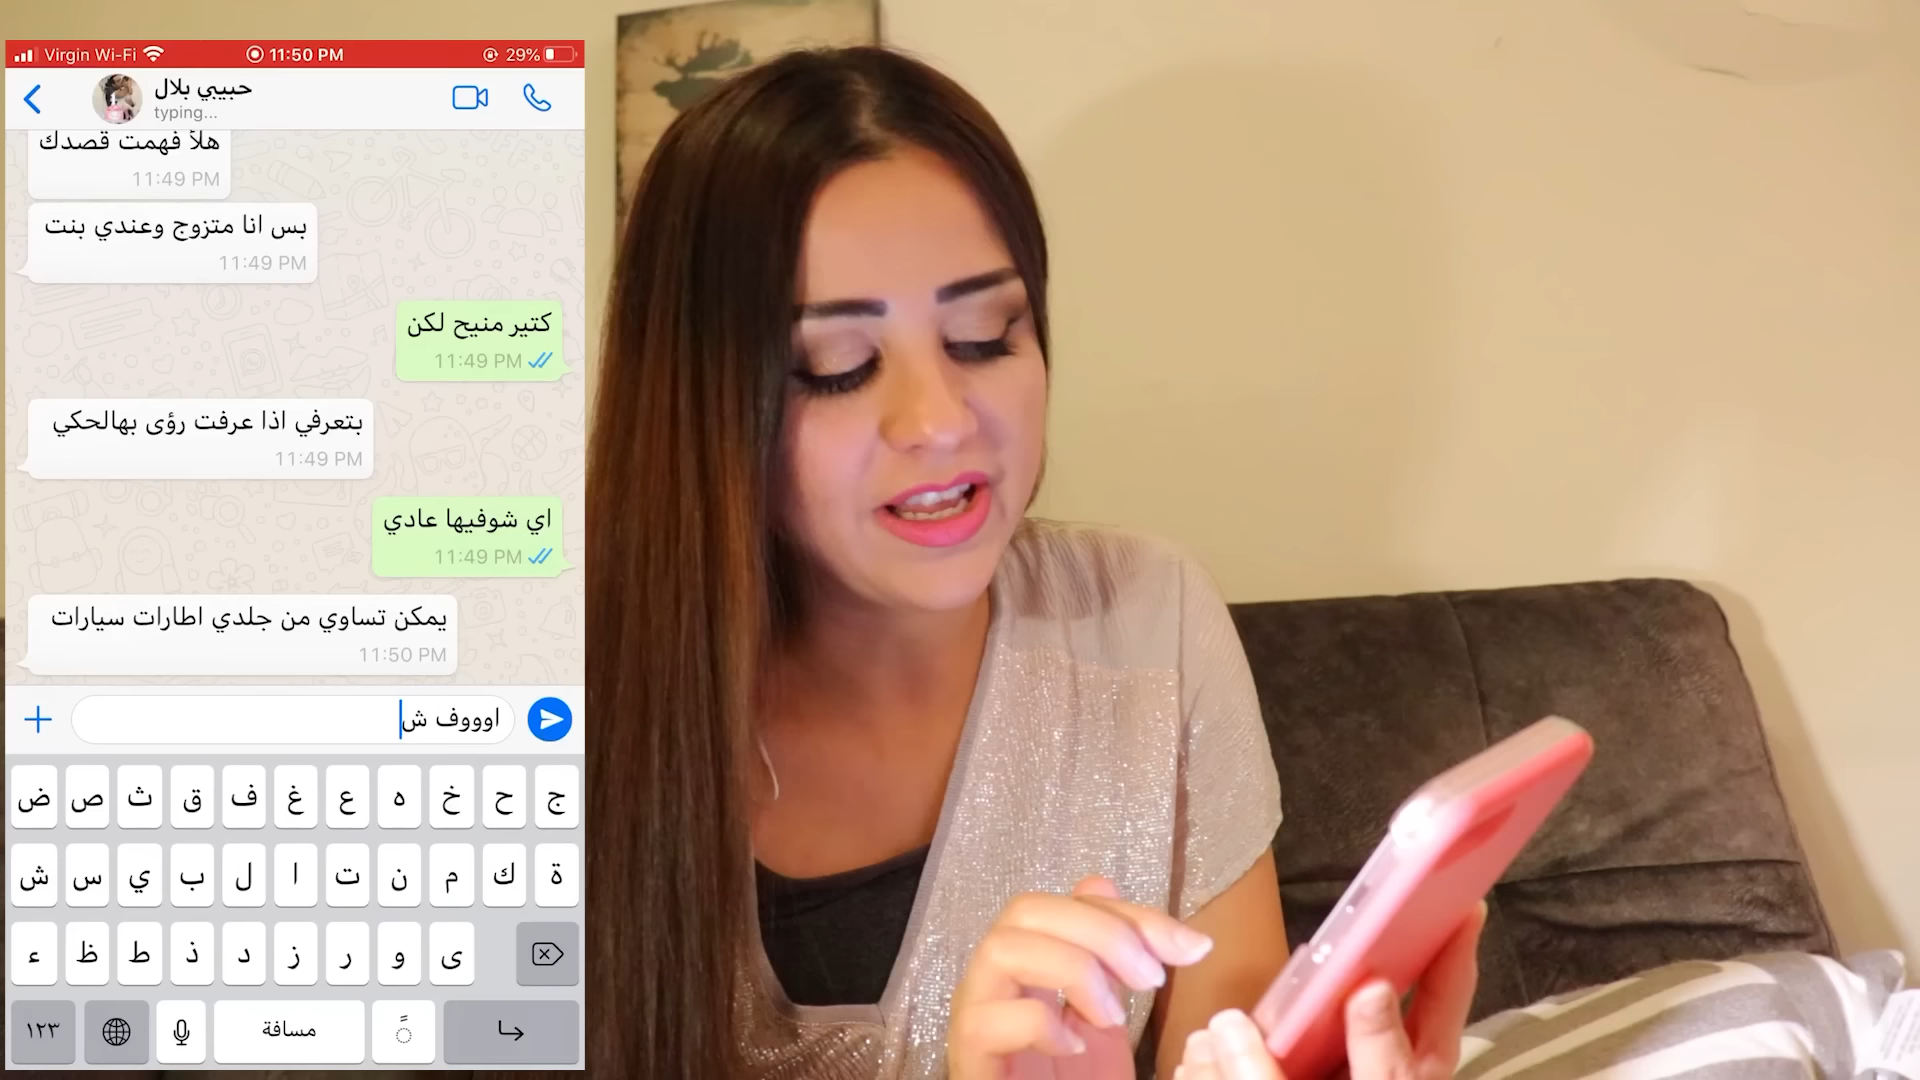 Virgin Wi-Fi 11:50 PM 29%
حبيبي بلال
typing...
هلأ فهمت قصدك
11:49 PM
بس انا متزوج وعندي بنت
11:49 PM
كتير منيح لكن
11:49 PM
بتعرفي اذا عرفت رؤى بهالحكي
11:49 PM
اي شوفيها عادي
11:49 PM
يمكن تساوي من جلدي اطارات سيارات
11:50 PM
اوووف ش
ض ص ث ق ف غ ع ه خ ح ج
ش س ي ب ل ا ت ن م ك ة
ء ظ ط ذ د ز ر و ى
١٢٣ مسافة